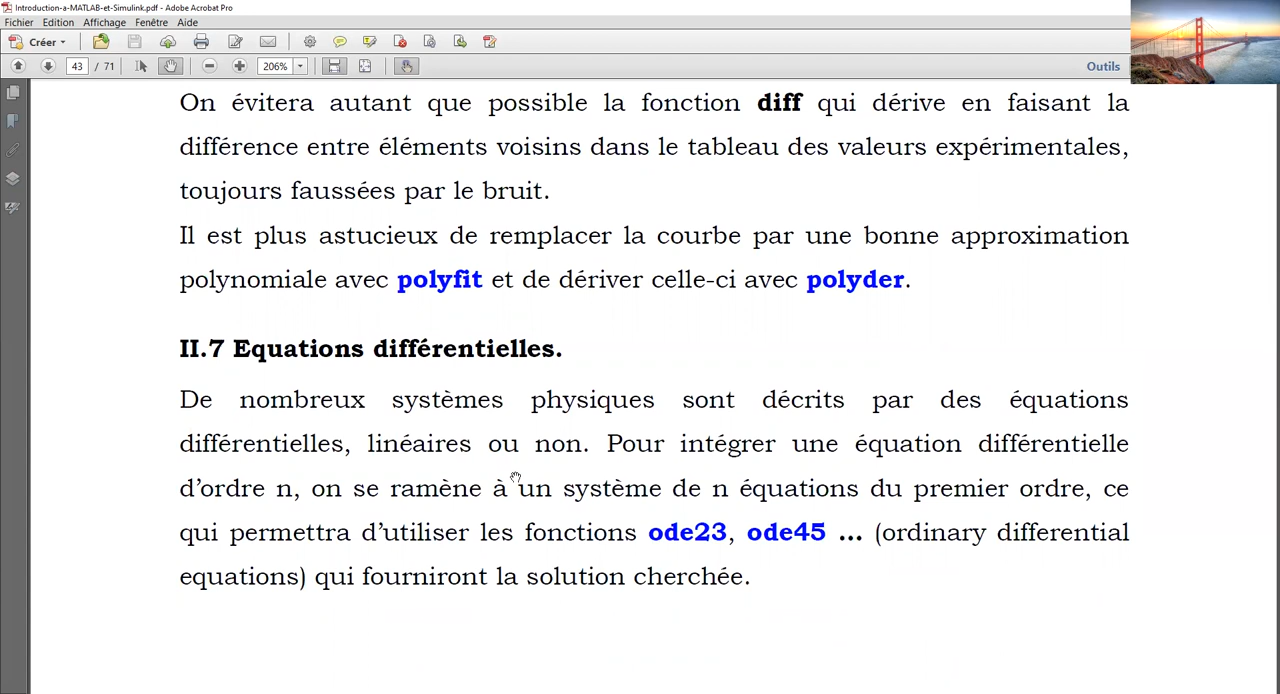 Introduction-a-MATLAB-et-Simulink.pdf - Adobe Acrobat Pro
Fichier Edition Affichage Fenêtre Aide
Créer
43 / 71 206% Outils
On évitera autant que possible la fonction diff qui dérive en faisant la
différence entre éléments voisins dans le tableau des valeurs expérimentales,
toujours faussées par le bruit.
Il est plus astucieux de remplacer la courbe par une bonne approximation
polynomiale avec polyfit et de dériver celle-ci avec polyder.
II.7 Equations différentielles.
De nombreux systèmes physiques sont décrits par des équations
différentielles, linéaires ou non. Pour intégrer une équation différentielle
d’ordre n, on se ramène à un système de n équations du premier ordre, ce
qui permettra d’utiliser les fonctions ode23, ode45 ... (ordinary differential
equations) qui fourniront la solution cherchée.